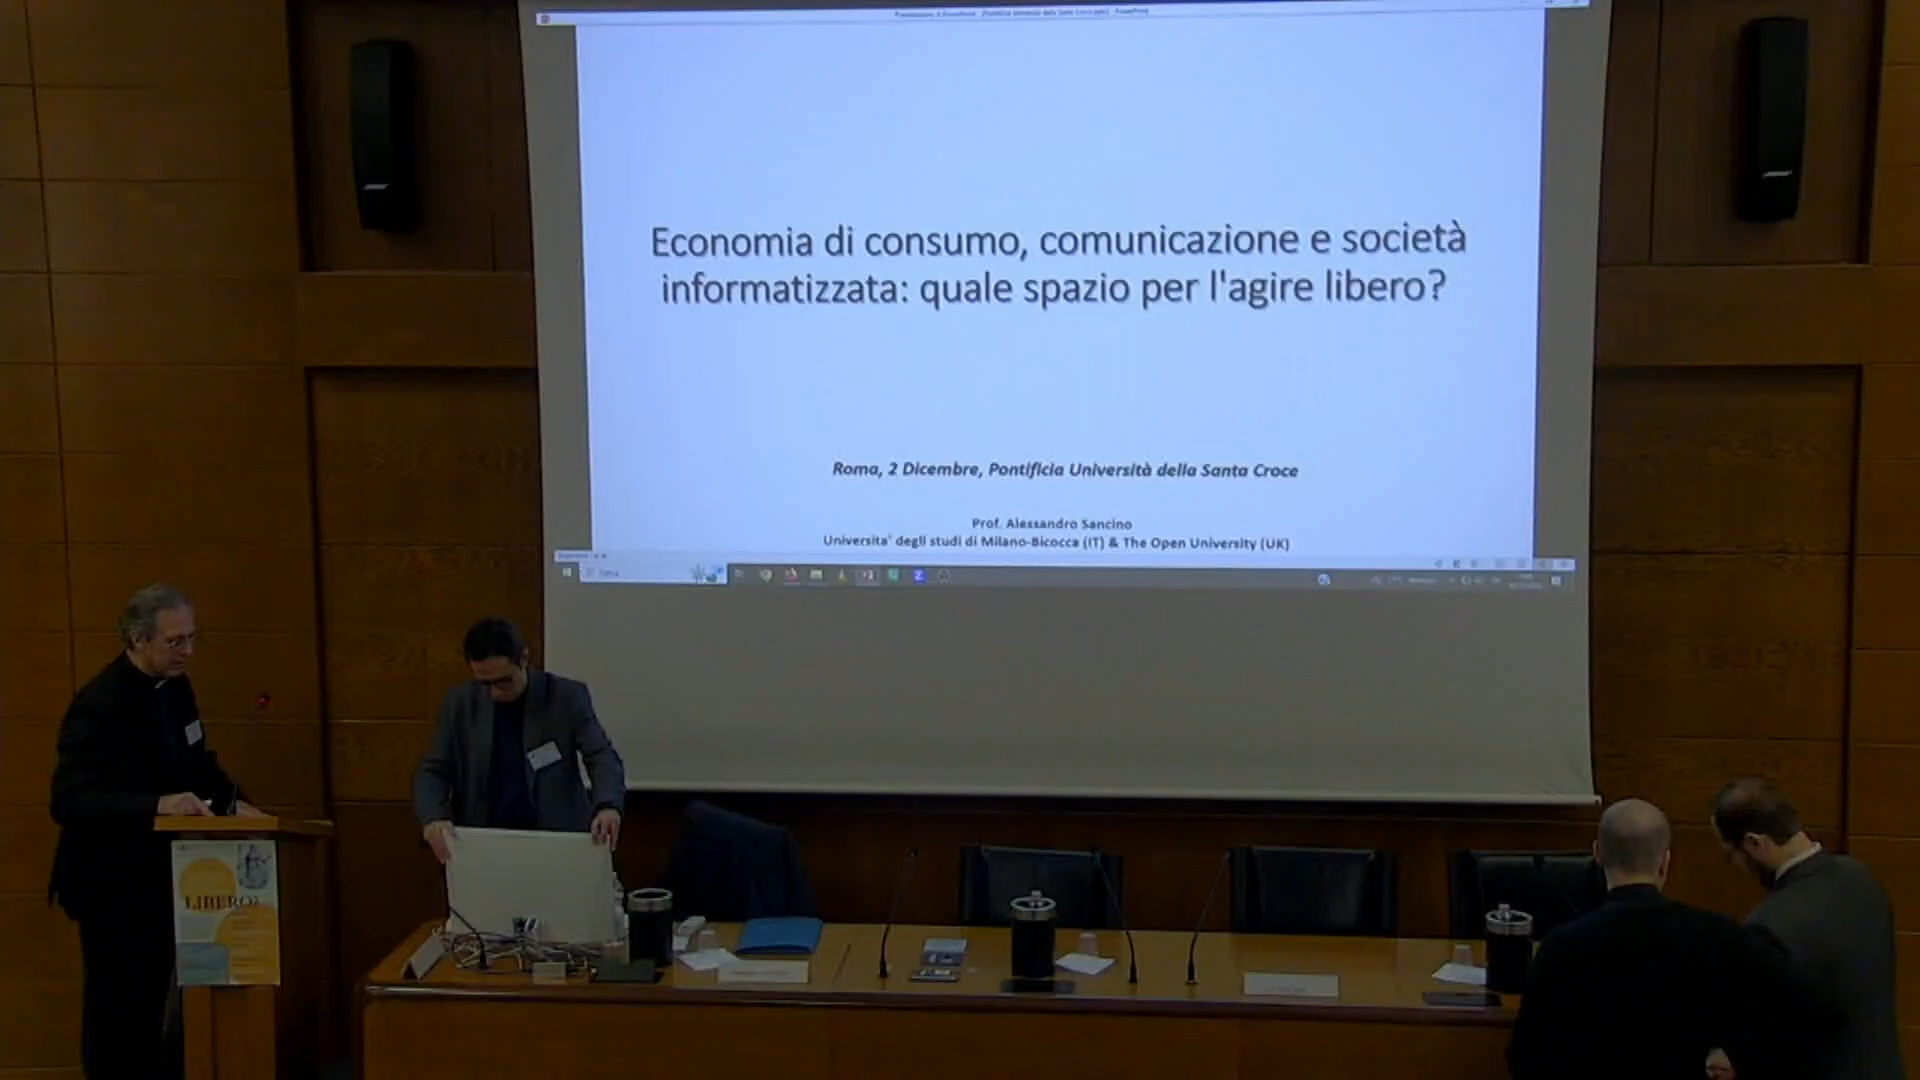 Economia di consumo, comunicazione e società
informatizzata: quale spazio per l'agire libero?
Roma, 2 Dicembre, Pontificia Università della Santa Croce
Prof. Alessandro Sancino
Universita' degli studi di Milano-Bicocca (IT) & The Open University (UK)
LIBERO?